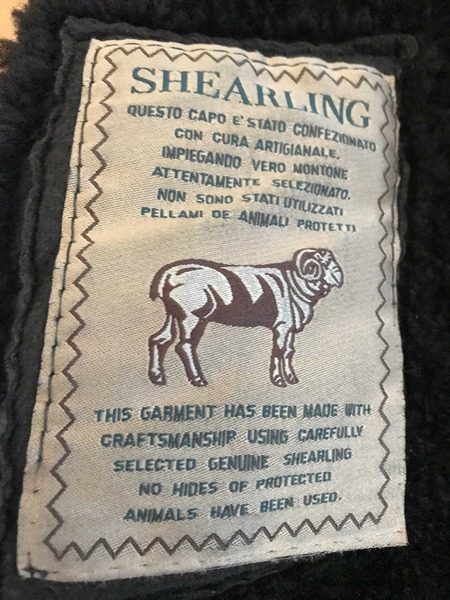 SHEARLING
QUESTO CAPO E' STATO CONFEZIONATO
CON CURA ARTIGIANALE,
IMPIEGANDO VERO MONTONE
ATTENTAMENTE SELEZIONATO.
NON SONO STATI UTILIZZATI
PELLAMI DE ANIMALI PROTETTI
THIS GARMENT HAS BEEN MADE WITH
CRAFTSMANSHIP USING CAREFULLY
SELECTED GENUINE SHEARLING
NO HIDES OF PROTECTED
ANIMALS HAVE BEEN USED.